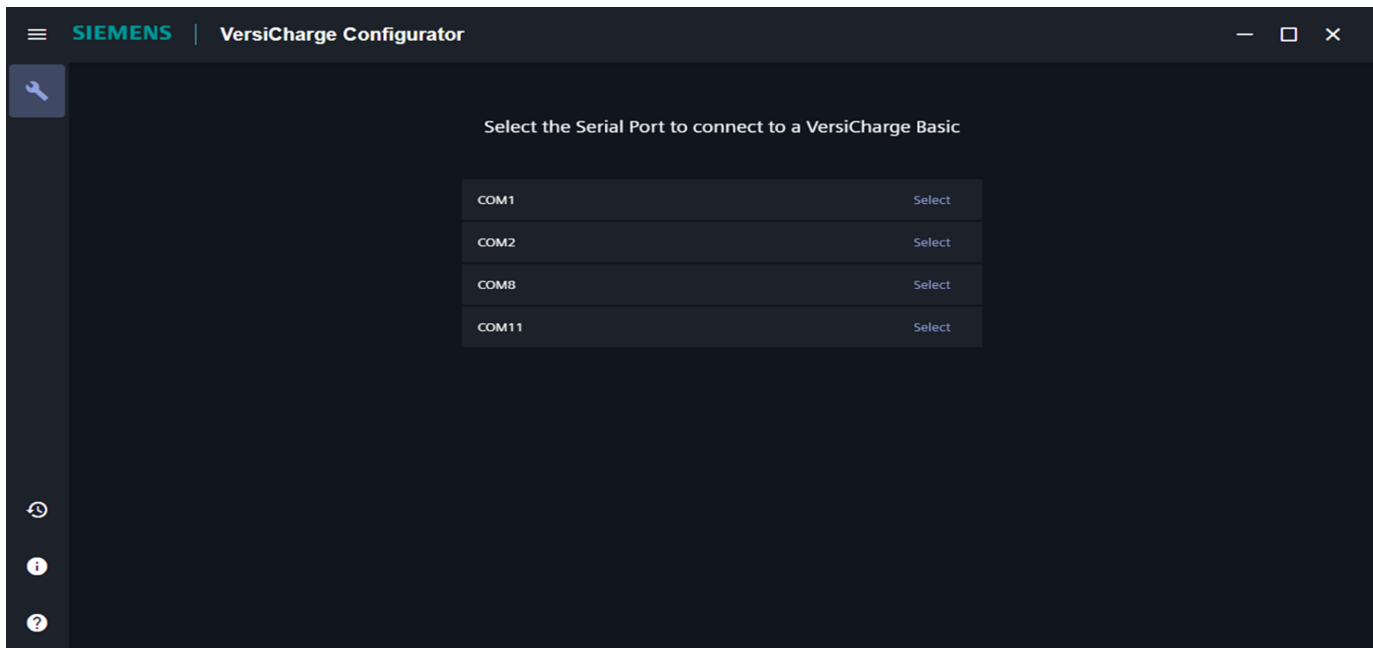 SIEMENS | VersiCharge Configurator
Select the Serial Port to connect to a VersiCharge Basic
COM1 Select
COM2 Select
COM8 Select
COM11 Select